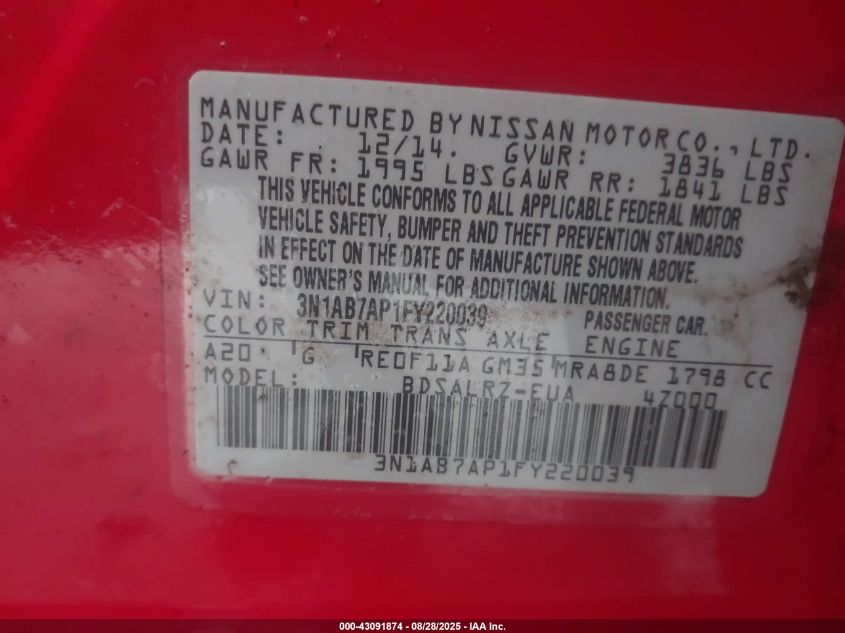 MANUFACTURED BY NISSAN MOTOR CO., LTD.
DATE: 12/14. GVWR: 3836 LBS
GAWR FR: 1995 LBS GAWR RR: 1841 LBS
THIS VEHICLE CONFORMS TO ALL APPLICABLE FEDERAL MOTOR
VEHICLE SAFETY, BUMPER AND THEFT PREVENTION STANDARDS
IN EFFECT ON THE DATE OF MANUFACTURE SHOWN ABOVE.
SEE OWNER'S MANUAL FOR ADDITIONAL INFORMATION.
VIN: 3N1AB7AP1FY220039 PASSENGER CAR.
COLOR TRIM TRANS AXLE ENGINE
A20 G RE0F11A GM35 MRA8DE 1798 CC
MODEL: BDSALRZ-EUA 4Z000
3N1AB7AP1FY220039
000-43091874 / 08/28/2025 - IAA Inc.